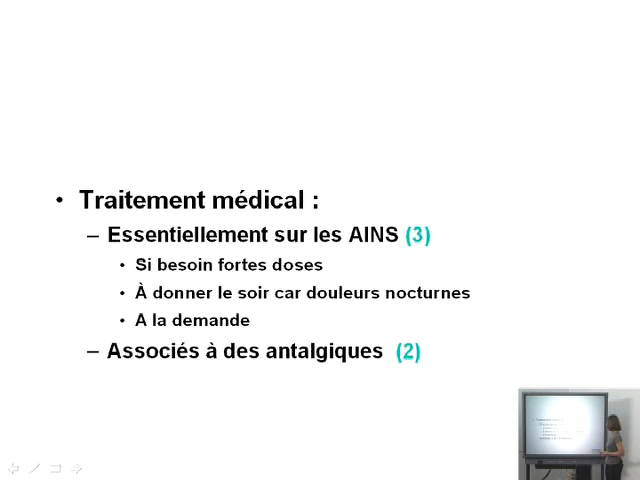 • Traitement médical :
– Essentiellement sur les AINS (3)
• Si besoin fortes doses
• À donner le soir car douleurs nocturnes
• A la demande
– Associés à des antalgiques (2)